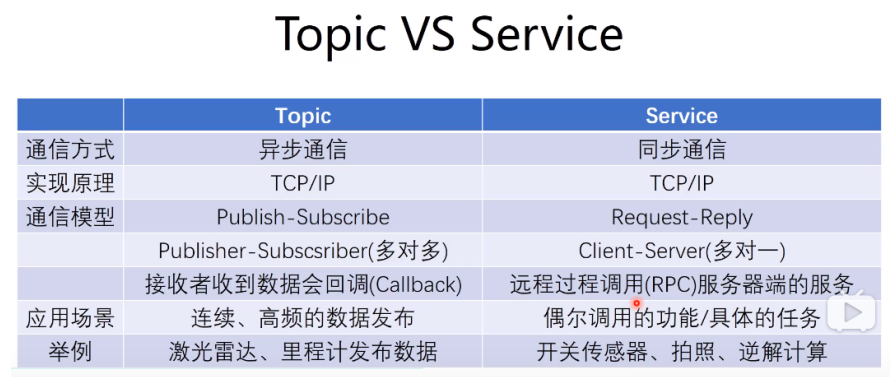 Topic VS Service
Topic Service
通信方式 异步通信 同步通信
实现原理 TCP/IP TCP/IP
通信模型 Publish-Subscribe Request-Reply
Publisher-Subscsriber(多对多) Client-Server(多对一)
接收者收到数据会回调(Callback) 远程过程调用(RPC)服务器端的服务
应用场景 连续、高频的数据发布 偶尔调用的功能/具体的任务
举例 激光雷达、里程计发布数据 开关传感器、拍照、逆解计算